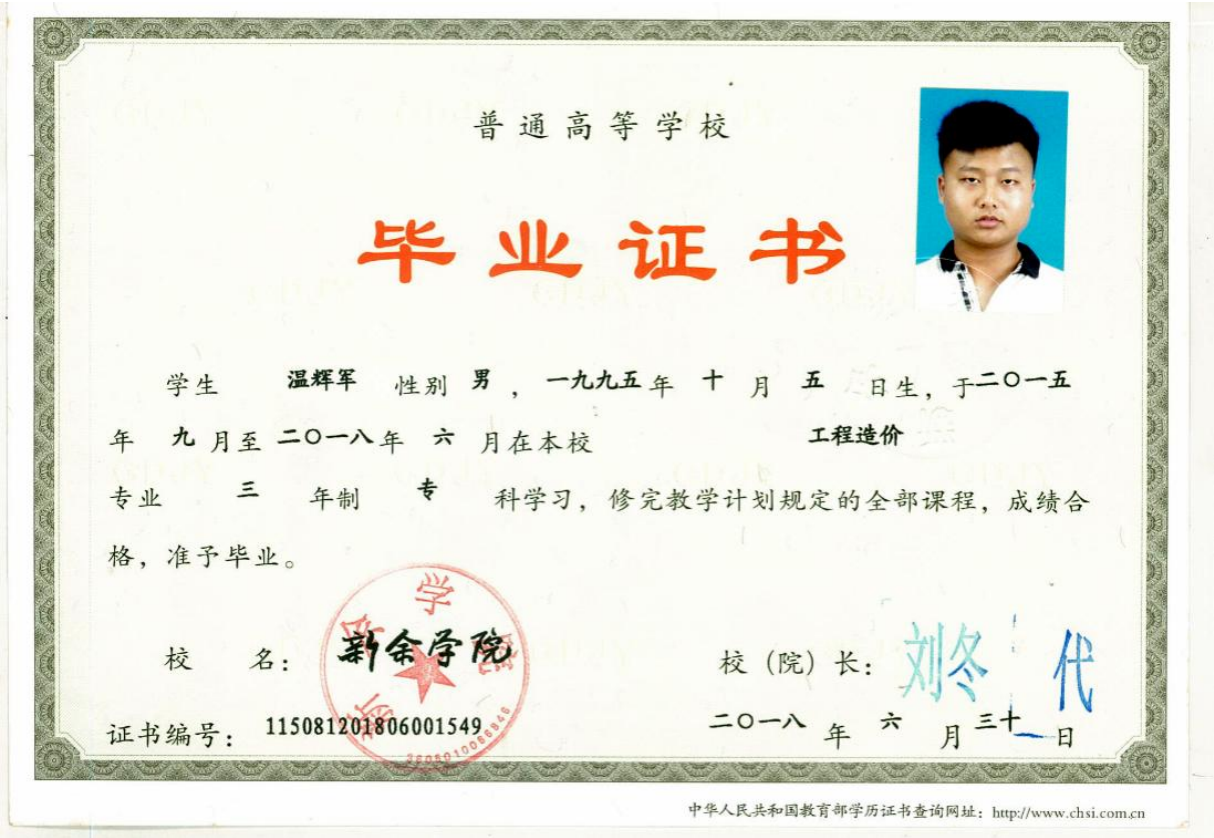 普通高等学校
毕业证书
学生 温辉军 性别 男，一九九五年 十 月 五 日生，于二〇一五
年 九 月至 二〇一八年 六 月在本校 工程造价
专业 三 年制 专 科学习，修完教学计划规定的全部课程，成绩合
格，准予毕业。
校 名：新余学院
校（院）长：刘冬 代
证书编号：115081201806001549
二〇一八 年 六 月 三十 日
中华人民共和国教育部学历证书查询网址：http://www.chsi.com.cn